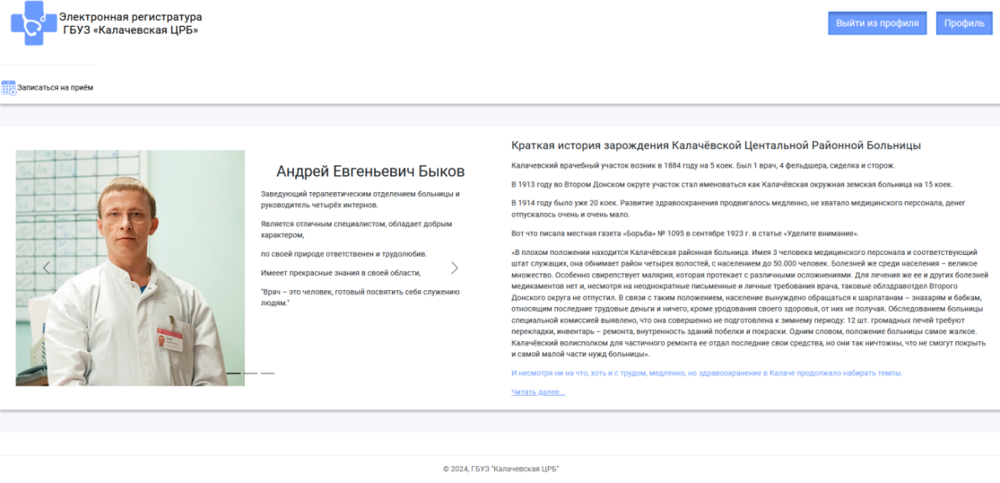 Электронная регистратура
ГБУЗ «Калачевская ЦРБ»
Выйти из профиля
Профиль
Записаться на приём
Андрей Евгеньевич Быков
Заведующий терапевтическим отделением больницы и
руководитель четырёх интернов.
Является отличным специалистом, обладает добрым
характером,
по своей природе ответственен и трудолюбив.
Имееет прекрасные знания в своей области,
"Врач – это человек, готовый посвятить себя служению
людям."
Краткая история зарождения Калачёвской Центальной Районной Больницы
Калачевский врачебный участок возник в 1884 году на 5 коек. Был 1 врач, 4 фельдшера, сиделка и сторож.
В 1913 году во Втором Донском округе участок стал именоваться как Калачёвская окружная земская больница на 15 коек.
В 1914 году было уже 20 коек. Развитие здравоохранения продвигалось медленно, не хватало медицинского персонала, денег
отпускалось очень и очень мало.
Вот что писала местная газета «Борьба» № 1095 в сентябре 1923 г. в статье «Уделите внимание».
«В плохом положении находится Калачёвская районная больница. Имея 3 человека медицинского персонала и соответствующий
штат служащих, она обнимает район четырех волостей, с населением до 50.000 человек. Болезней же среди населения – великое
множество. Особенно свирепствует малярия, которая протекает с различными осложнениями. Для лечения же ее и других болезней
медикаментов нет и, несмотря на неоднократные письменные и личные требования врача, таковые облздравотдел Второго
Донского округа не отпустил. В связи с таким положением, население вынуждено обращаться к шарлатанам – знахарям и бабкам,
относящим последние трудовые деньги и ничего, кроме уродования своего здоровья, от них не получая. Обследованием больницы
специальной комиссией выявлено, что она совершенно не подготовлена к зимнему периоду: 12 шт. громадных печей требуют
перекладки, инвентарь – ремонта, внутренность зданий побелки и покраски. Одним словом, положение больницы самое жалкое.
Калачёвский волисполком для частичного ремонта ее отдал последние свои средства, но они так ничтожны, что не смогут покрыть
и самой малой части нужд больницы».
И несмотря ни на что, хоть и с трудом, медленно, но здравоохранение в Калаче продолжало набирать темпы.
Читать далее...
© 2024, ГБУЗ "Калачевская ЦРБ"